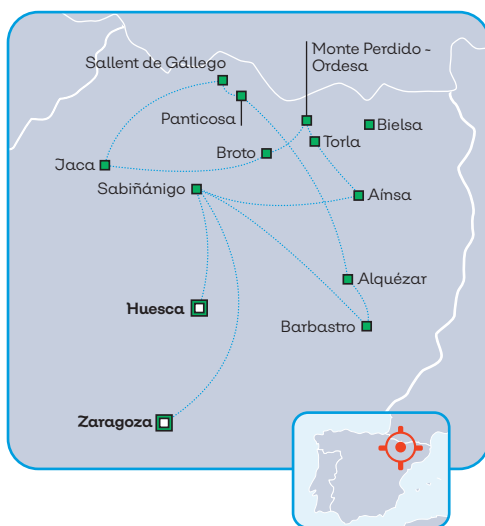 Monte Perdido -
Ordesa
Sallent de Gállego
Panticosa
Bielsa
Torla
Broto
Jaca
Sabiñánigo
Aínsa
Alquézar
Huesca
Barbastro
Zaragoza